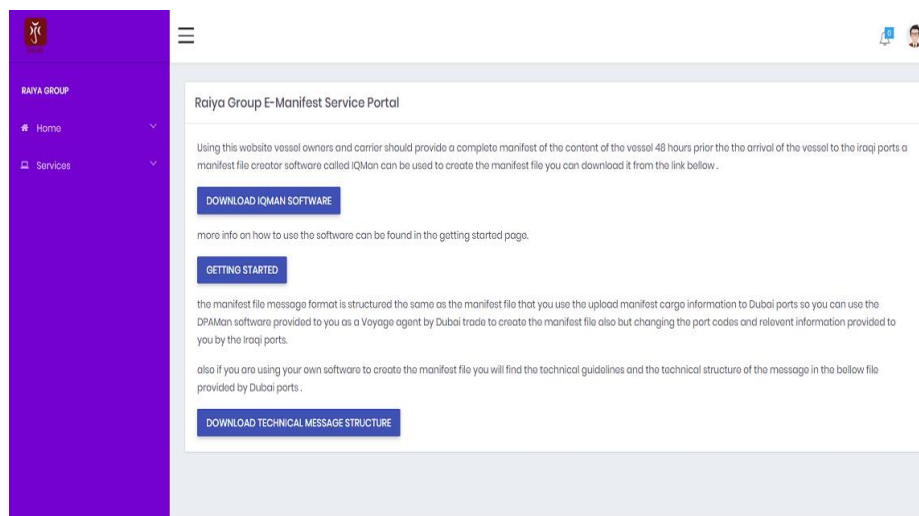 0
RAIYA GROUP
Home
Services
Raiya Group E-Manifest Service Portal
Using this website vessel owners and carrier should provide a complete manifest of the content of the vessel 48 hours prior the the arrival of the vessel to the iraqi ports a
manifest file creator software called IQMan can be used to create the manifest file you can download it from the link bellow .
DOWNLOAD IQMAN SOFTWARE
more info on how to use the software can be found in the getting started page.
GETTING STARTED
the manifest file message format is structured the same as the manifest file that you use the upload manifest cargo information to Dubai ports so you can use the
DPAMan software provided to you as a Voyage agent by Dubai trade to create the manifest file also but changing the port codes and relevent information provided to
you by the Iraqi ports.
also if you are using your own software to create the manifest file you will find the technical guidelines and the technical structure of the message in the bellow file
provided by Dubai ports .
DOWNLOAD TECHNICAL MESSAGE STRUCTURE